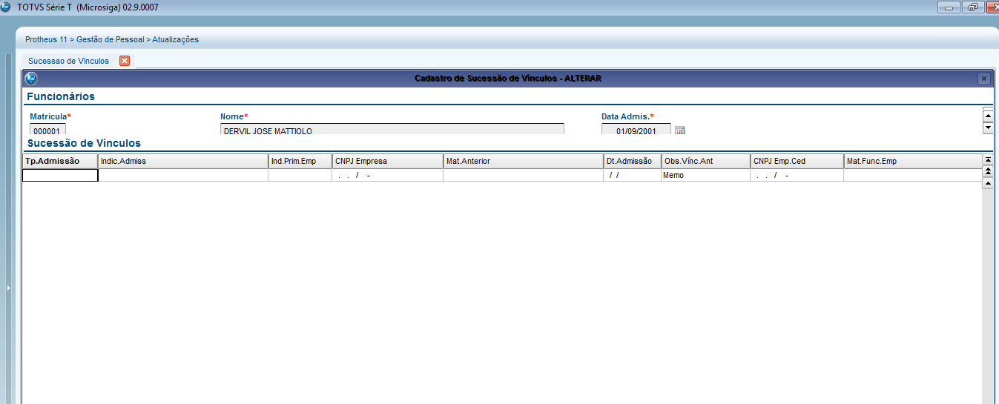 TOTVS Série T (Microsiga) 02.9.0007
Protheus 11 > Gestão de Pessoal > Atualizações
Sucessao de Vinculos
Cadastro de Sucessão de Vínculos - ALTERAR
Funcionários
Matricula* Nome* Data Admis.*
000001 DERVIL JOSE MATTIOLO 01/09/2001
Sucessão de Vínculos
Tp.Admissão Indic.Admiss Ind.Prim.Emp CNPJ Empresa Mat.Anterior Dt.Admissão Obs.Vínc.Ant CNPJ Emp.Ced Mat.Func.Emp
. . / - / / Memo . . / -